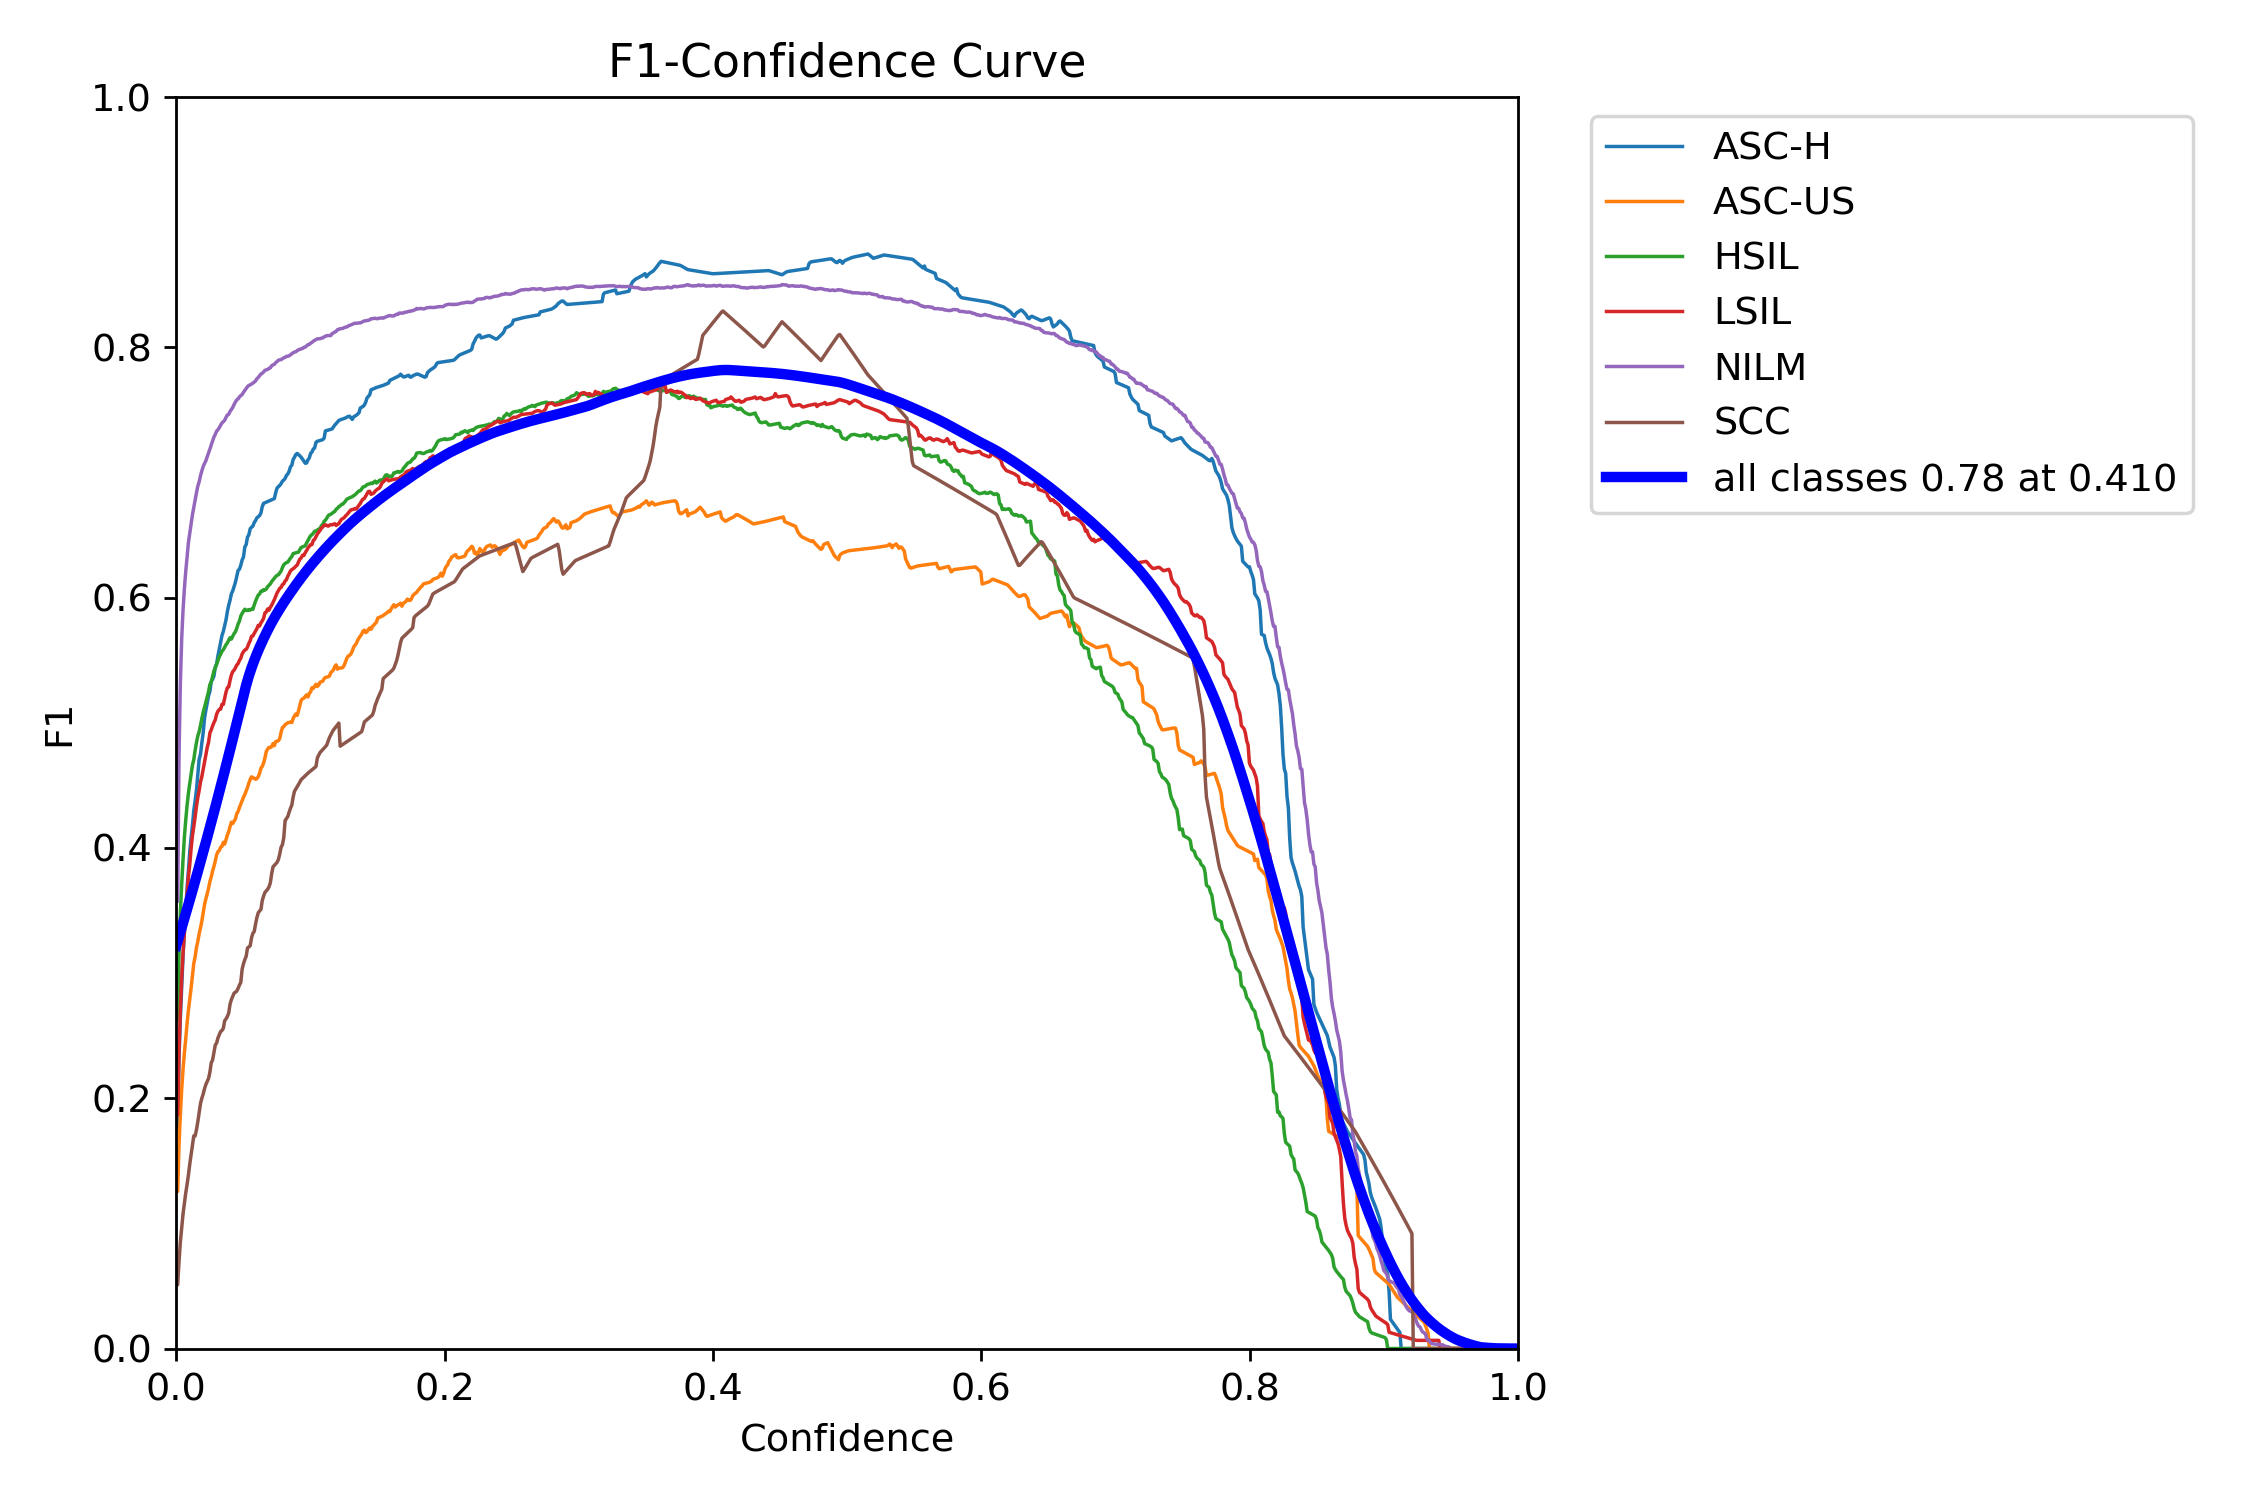 F1-Confidence Curve
1.0
0.8
0.6
0.4
0.2
0.0
F1
0.0 0.2 0.4 0.6 0.8 1.0
Confidence
ASC-H
ASC-US
HSIL
LSIL
NILM
SCC
all classes 0.78 at 0.410